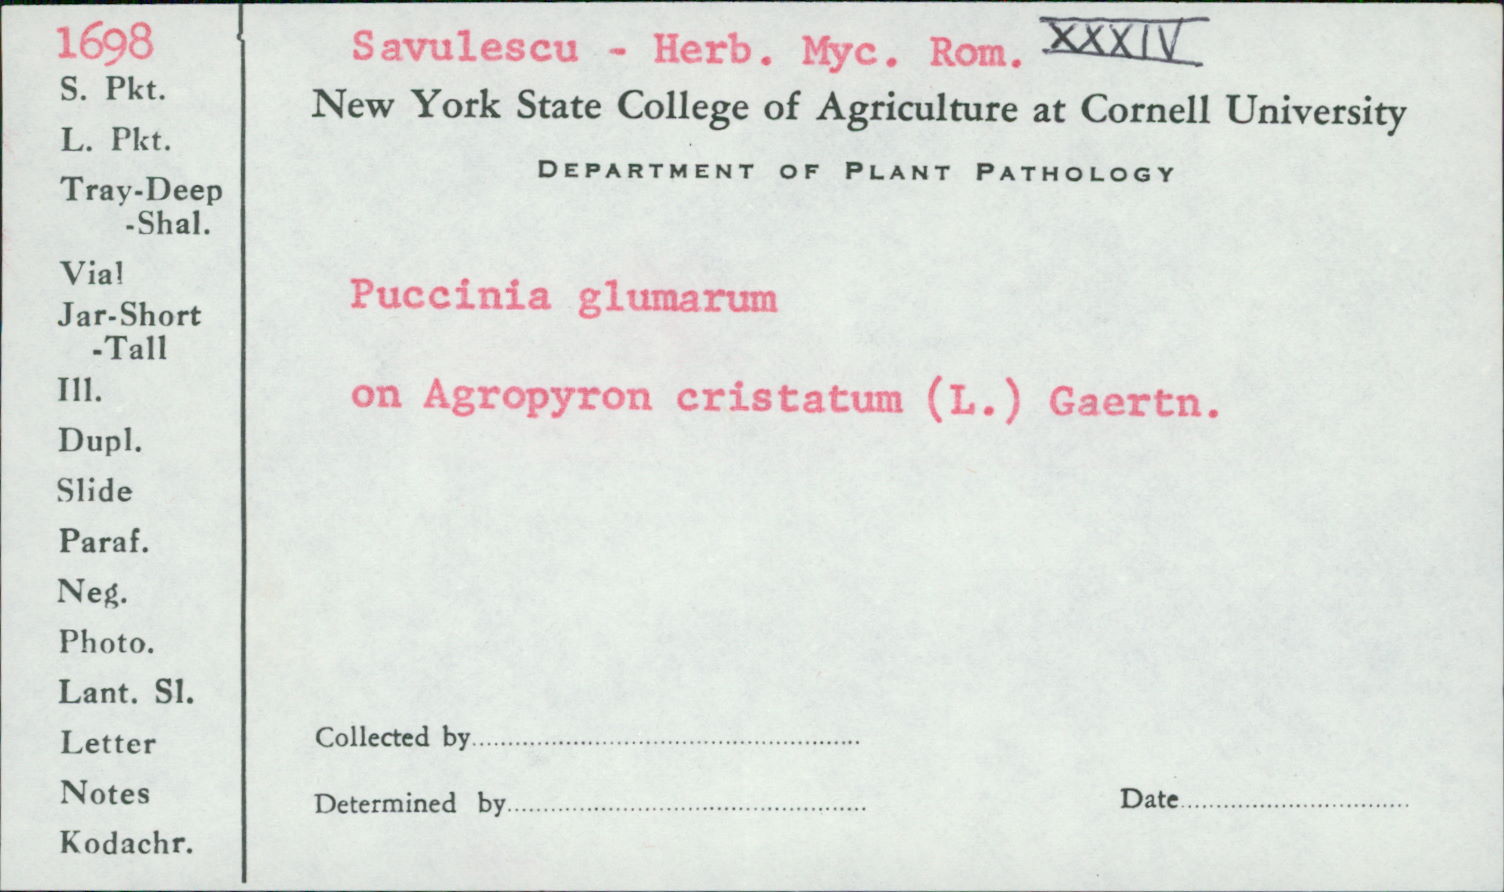 1698
S. Pkt.
L. Pkt.
Tray-Deep
-Shal.
Vial
Jar-Short
-Tall
Ill.
Dupl.
Slide
Paraf.
Neg.
Photo.
Lant. Sl.
Letter
Notes
Kodachr.
Savulescu - Herb. Myc. Rom. XXXIV
New York State College of Agriculture at Cornell University
DEPARTMENT OF PLANT PATHOLOGY
Puccinia glumarum
on Agropyron cristatum (L.) Gaertn.
Collected by
Determined by
Date